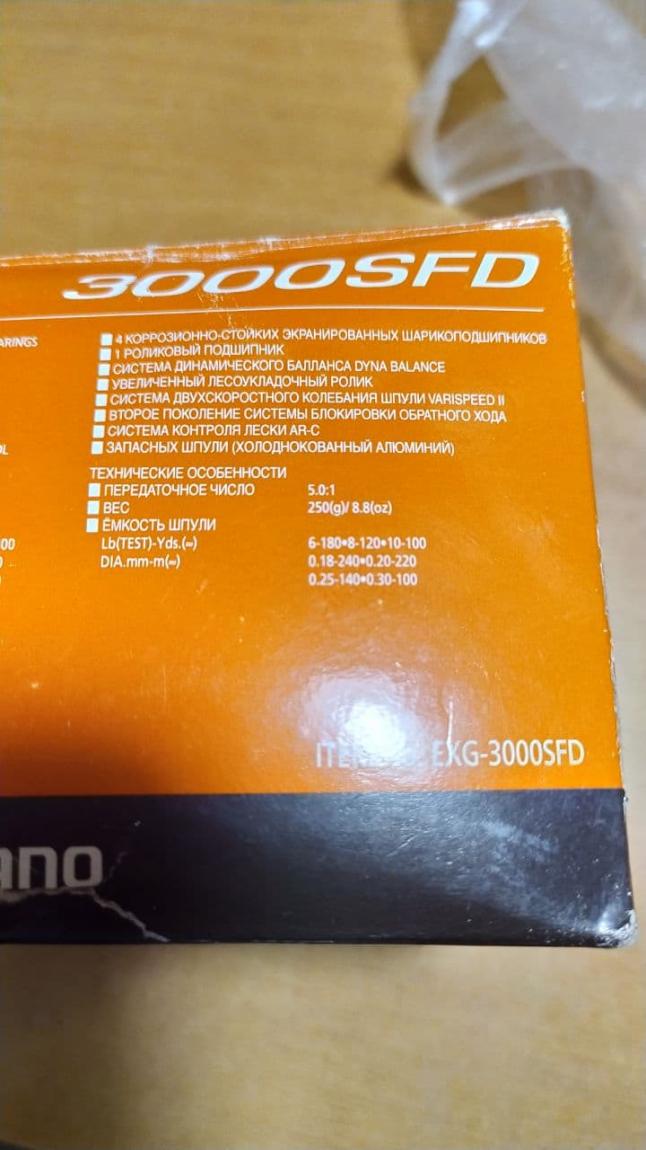 3000SFD
ARINGS
4 КОРРОЗИОННО-СТОЙКИХ ЭКРАНИРОВАННЫХ ШАРИКОПОДШИПНИКОВ
1 РОЛИКОВЫЙ ПОДШИПНИК
СИСТЕМА ДИНАМИЧЕСКОГО БАЛЛАНСА DYNA BALANCE
УВЕЛИЧЕННЫЙ ЛЕСОУКЛАДОЧНЫЙ РОЛИК
СИСТЕМА ДВУХСКОРОСТНОГО КОЛЕБАНИЯ ШПУЛИ VARISPEED II
ВТОРОЕ ПОКОЛЕНИЕ СИСТЕМЫ БЛОКИРОВКИ ОБРАТНОГО ХОДА
СИСТЕМА КОНТРОЛЯ ЛЕСКИ AR-C
OL
ЗАПАСНЫХ ШПУЛИ (ХОЛОДНОКОВАННЫЙ АЛЮМИНИЙ)
ТЕХНИЧЕСКИЕ ОСОБЕННОСТИ
ПЕРЕДАТОЧНОЕ ЧИСЛО 5.0:1
ВЕС 250(g)/ 8.8(oz)
ЁМКОСТЬ ШПУЛИ
00 Lb(TEST)-Yds.(≈) 6-180•8-120•10-100
DIA.mm-m(≈) 0.18-240•0.20-220
0.25-140•0.30-100
EXG-3000SFD
ano